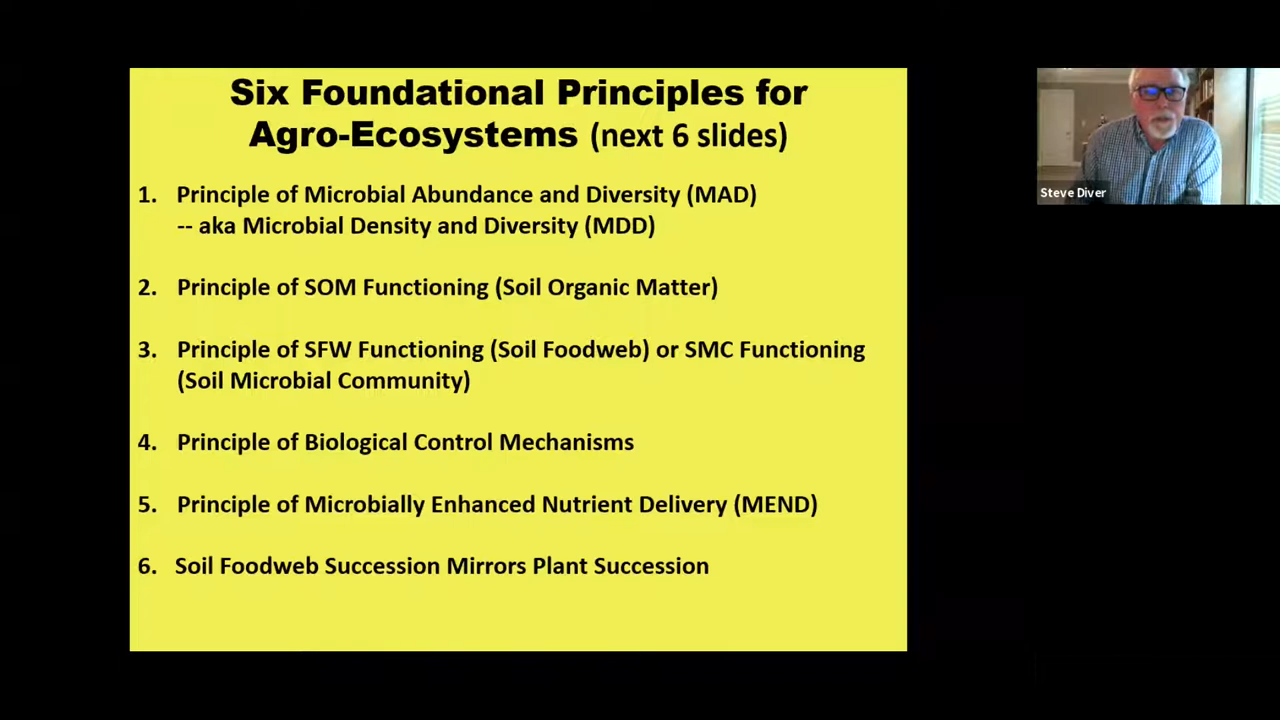 Six Foundational Principles for
Agro-Ecosystems (next 6 slides)
1. Principle of Microbial Abundance and Diversity (MAD)
-- aka Microbial Density and Diversity (MDD)
2. Principle of SOM Functioning (Soil Organic Matter)
3. Principle of SFW Functioning (Soil Foodweb) or SMC Functioning
(Soil Microbial Community)
4. Principle of Biological Control Mechanisms
5. Principle of Microbially Enhanced Nutrient Delivery (MEND)
6. Soil Foodweb Succession Mirrors Plant Succession
Steve Diver